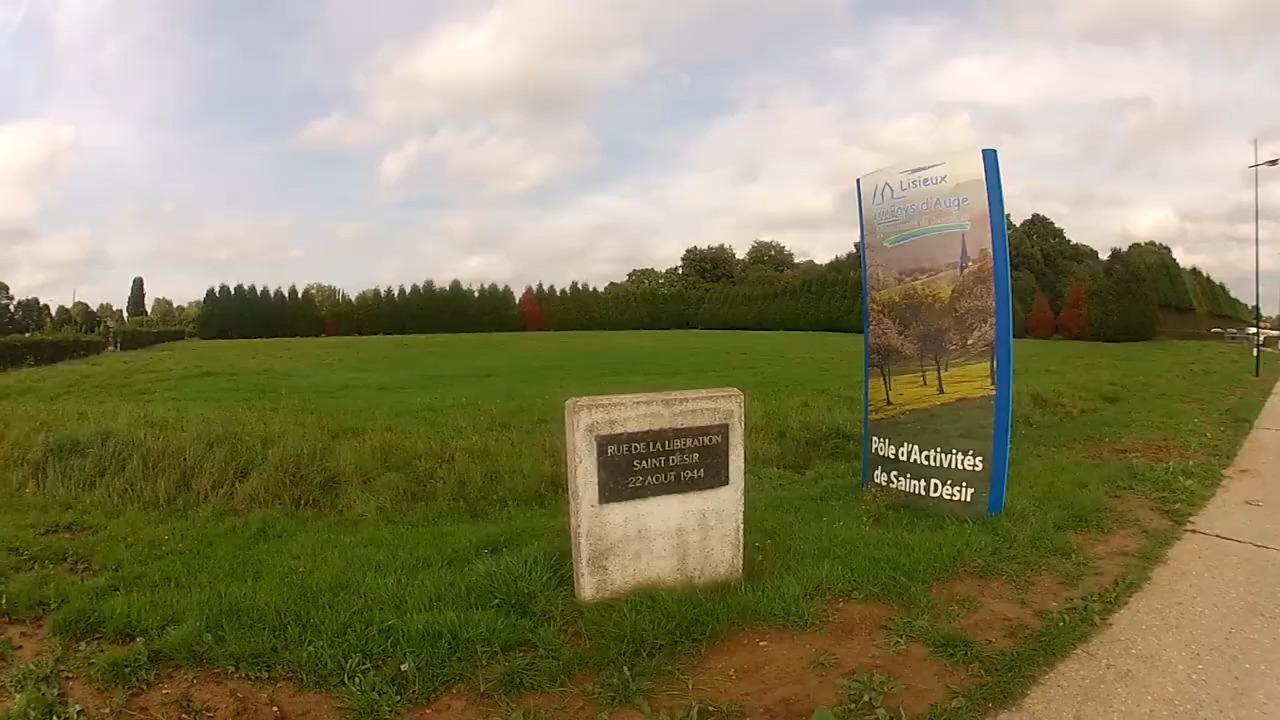 RUE DE LA LIBERATION
SAINT DÉSIR
22 AOUT 1944
Lisieux
Pays d'Auge
Pôle d'Activités
de Saint Désir